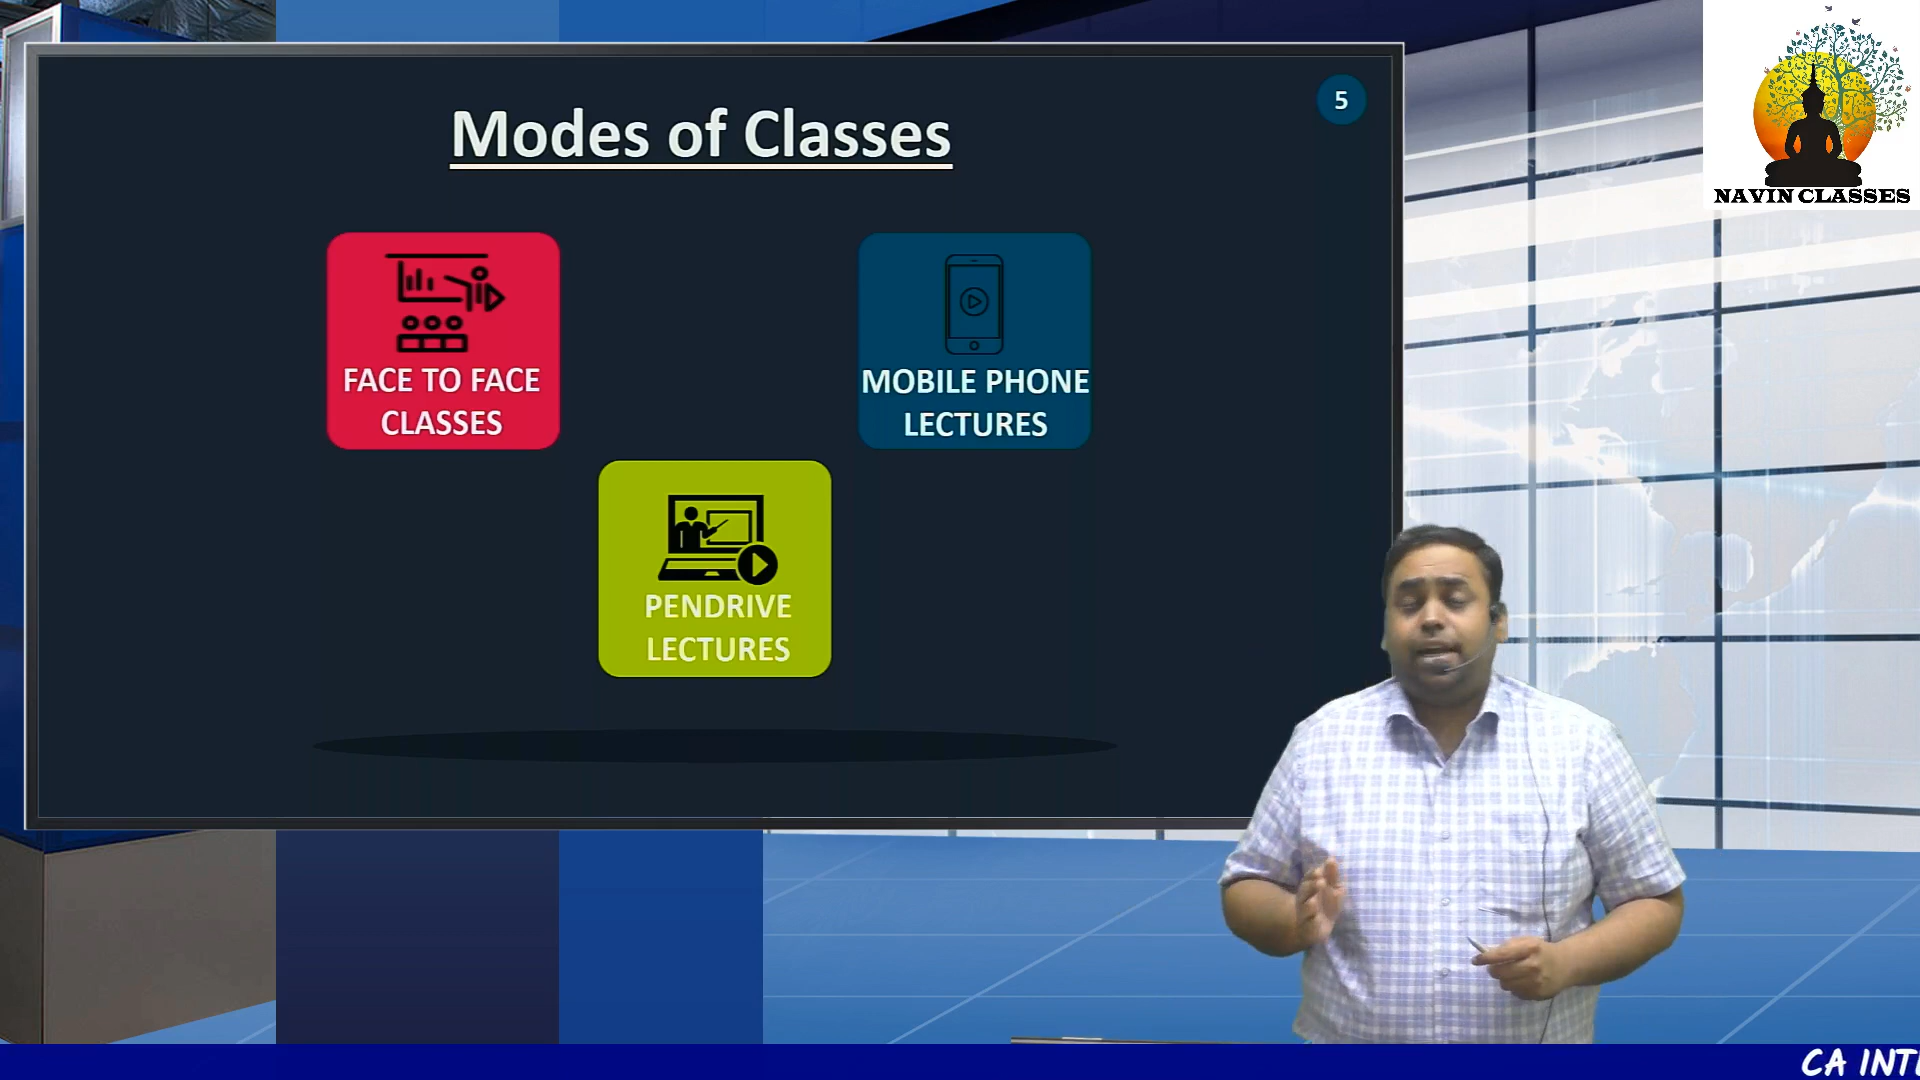 5
Modes of Classes
FACE TO FACE
CLASSES
MOBILE PHONE
LECTURES
PENDRIVE
LECTURES
NAVIN CLASSES
CA INT